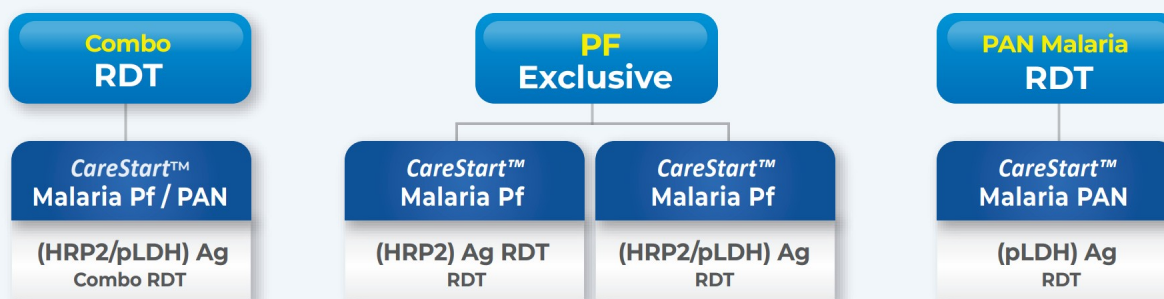 Combo
RDT
CareStart™
Malaria Pf / PAN
(HRP2/pLDH) Ag
Combo RDT
PF
Exclusive
CareStart™
Malaria Pf
(HRP2) Ag RDT
RDT
CareStart™
Malaria Pf
(HRP2/pLDH) Ag
RDT
PAN Malaria
RDT
CareStart™
Malaria PAN
(pLDH) Ag
RDT